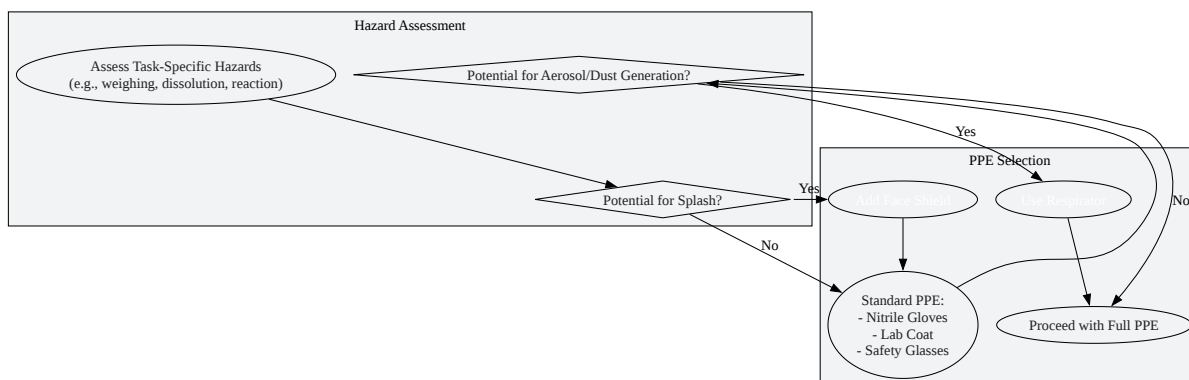 Hazard Assessment
Assess Task-Specific Hazards
(e.g., weighing, dissolution, reaction)
Potential for Aerosol/Dust Generation?
Yes
PPE Selection
Potential for Splash?
Yes
Add Face Shield
Use Respirator
No
No
Standard PPE:
- Nitrile Gloves
- Lab Coat
- Safety Glasses
Proceed with Full PPE